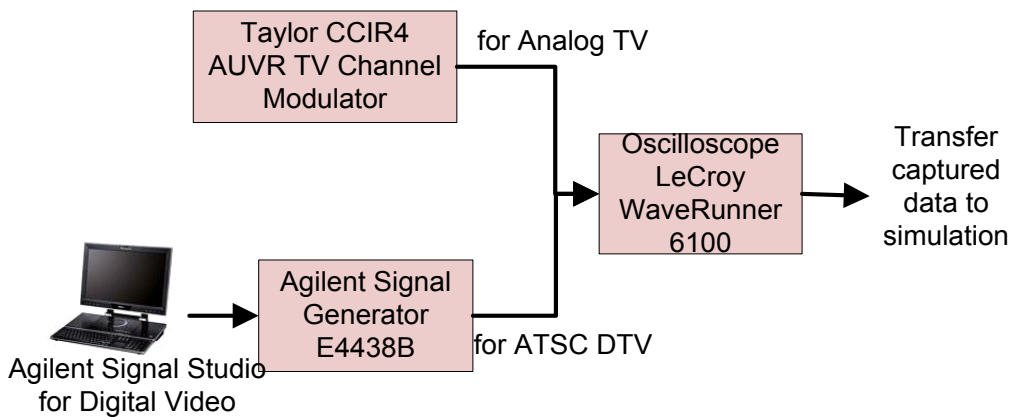 Taylor CCIR4
AUVR TV Channel
Modulator
for Analog TV
Oscilloscope
LeCroy
WaveRunner
6100
Transfer
captured
data to
simulation
Agilent Signal
Generator
E4438B
for ATSC DTV
Agilent Signal Studio
for Digital Video